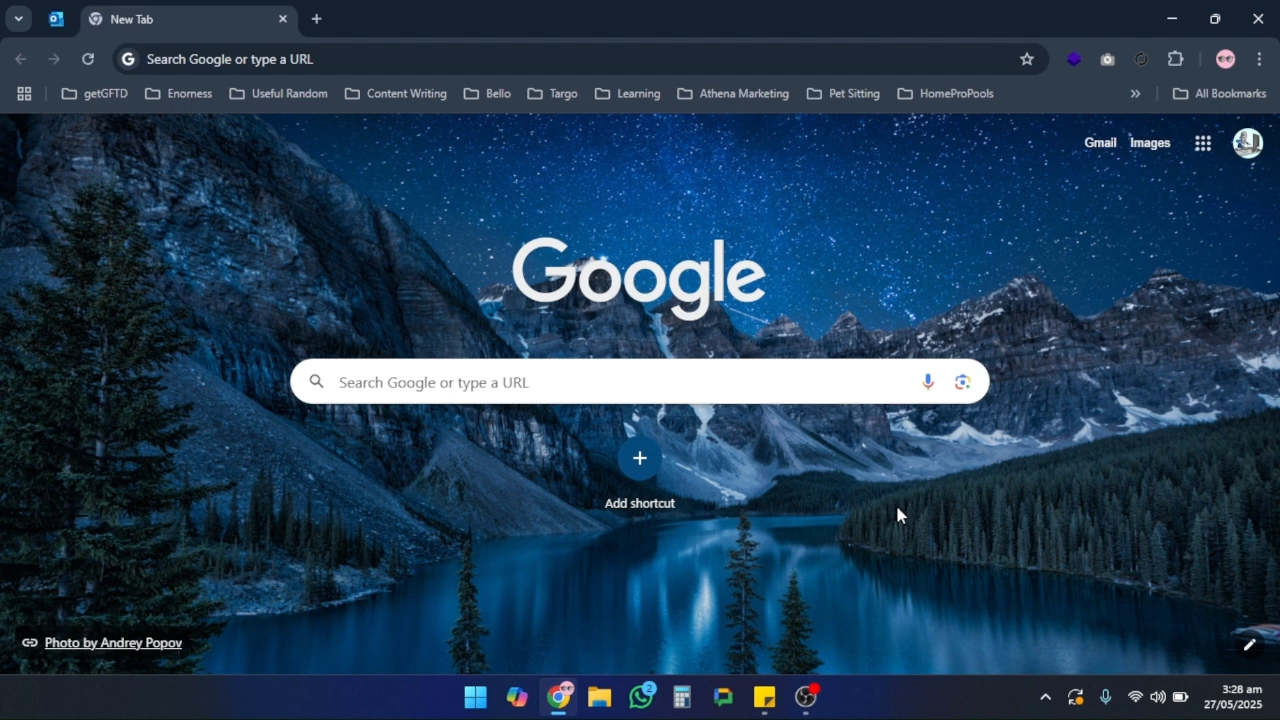 New Tab
Search Google or type a URL
getGFTD Enorness Useful Random Content Writing Bello Targo Learning Athena Marketing Pet Sitting HomeProPools » All Bookmarks
Gmail Images
Google
Search Google or type a URL
Add shortcut
Photo by Andrey Popov
2
3:28 am
27/05/2025